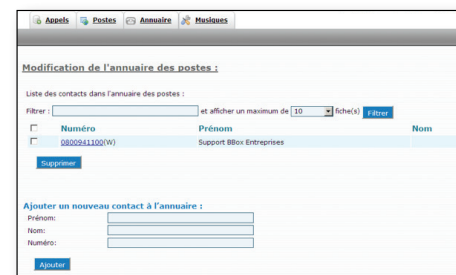 Appels Postes Annuaire Musiques
Modification de l'annuaire des postes :
Liste des contacts dans l'annuaire des postes :
Filtrer : et afficher un maximum de 10 fiche(s) Filtrer
Numéro Prénom Nom
0800941100(W) Support BBox Entreprises
Supprimer
Ajouter un nouveau contact à l'annuaire :
Prénom:
Nom:
Numéro:
Ajouter